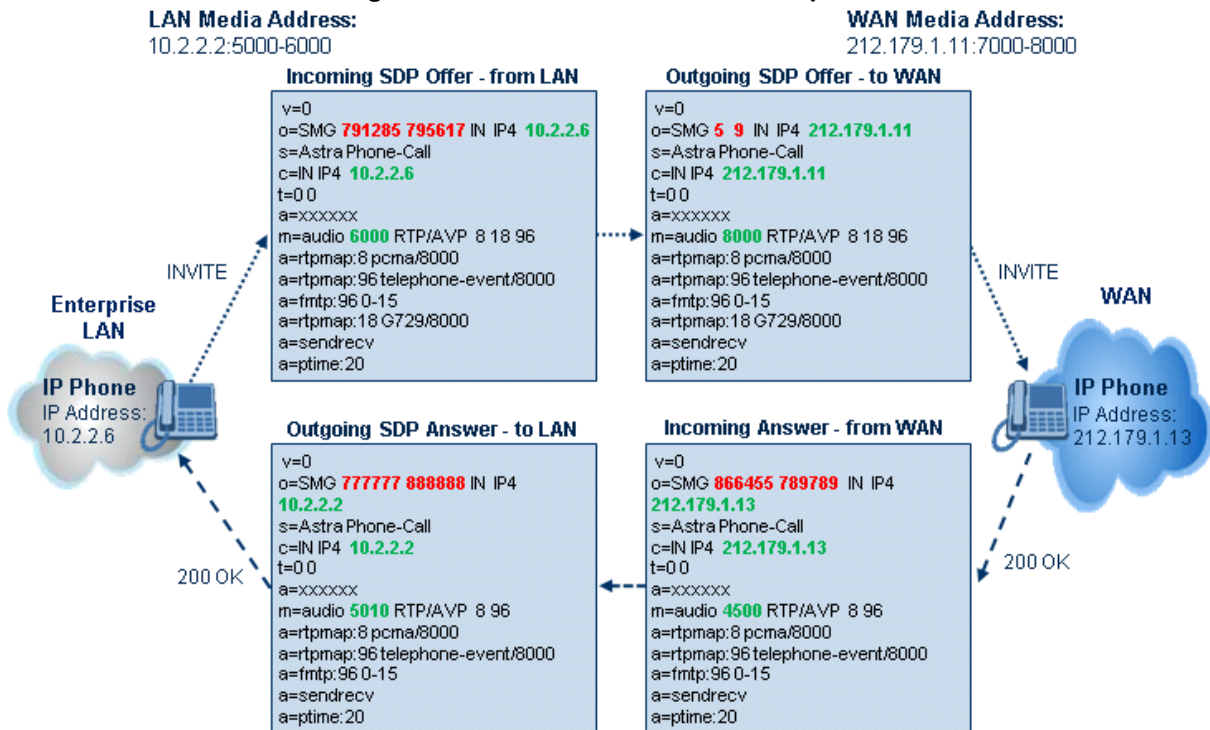 LAN Media Address:
10.2.2.2:5000-6000
WAN Media Address:
212.179.1.11:7000-8000
Incoming SDP Offer - from LAN
v=0
o=SMG 791285 795617 IN IP4 10.2.2.6
s=Astra Phone-Call
c=IN IP4 10.2.2.6
t=0 0
a=xxxxxx
m=audio 6000 RTP/AVP 8 18 96
a=rtpmap:8 pcma/8000
a=rtpmap:96 telephone-event/8000
a=fmtp:96 0-15
a=rtpmap:18 G729/8000
a=sendrecv
a=ptime:20
Outgoing SDP Offer - to WAN
v=0
o=SMG 5 9 IN IP4 212.179.1.11
s=Astra Phone-Call
c=IN IP4 212.179.1.11
t=0 0
a=xxxxxx
m=audio 8000 RTP/AVP 8 18 96
a=rtpmap:8 pcma/8000
a=rtpmap:96 telephone-event/8000
a=fmtp:96 0-15
a=rtpmap:18 G729/8000
a=sendrecv
a=ptime:20
INVITE
INVITE
Enterprise
LAN
IP Phone
IP Address:
10.2.2.6
WAN
IP Phone
IP Address:
212.179.1.13
Outgoing SDP Answer - to LAN
v=0
o=SMG 777777 888888 IN IP4
10.2.2.2
s=Astra Phone-Call
c=IN IP4 10.2.2.2
t=0 0
a=xxxxxx
m=audio 5010 RTP/AVP 8 96
a=rtpmap:8 pcma/8000
a=rtpmap:96 telephone-event/8000
a=fmtp:96 0-15
a=sendrecv
a=ptime:20
Incoming Answer - from WAN
v=0
o=SMG 866455 789789 IN IP4
212.179.1.13
s=Astra Phone-Call
c=IN IP4 212.179.1.13
t=0 0
a=xxxxxx
m=audio 4500 RTP/AVP 8 96
a=rtpmap:8 pcma/8000
a=rtpmap:96 telephone-event/8000
a=fmtp:96 0-15
a=sendrecv
a=ptime:20
200 OK
200 OK